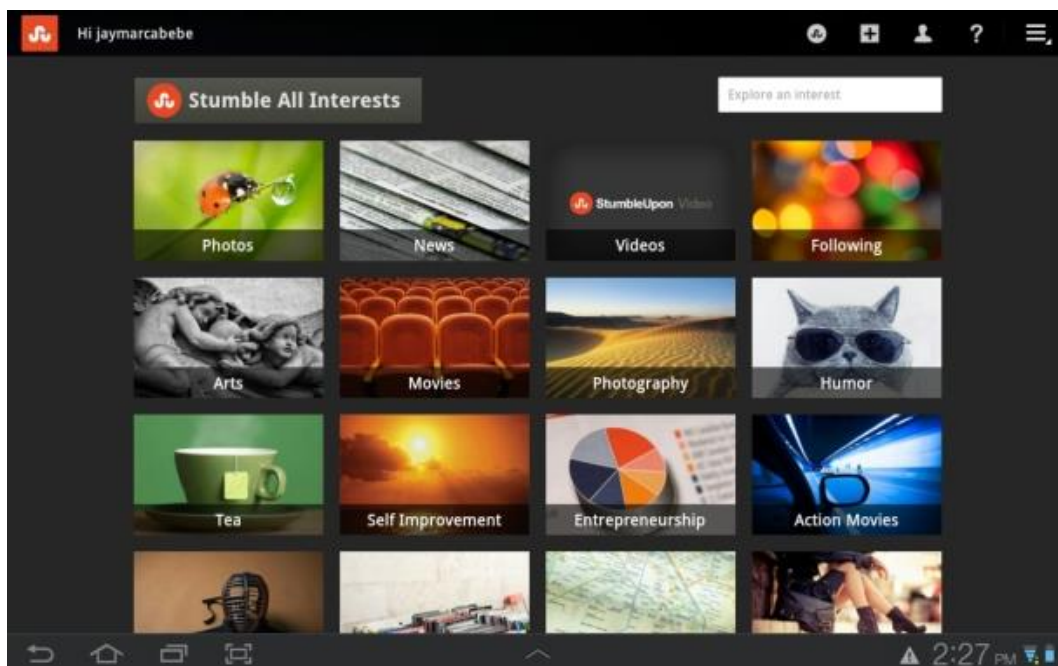 Hi jaymarcabebe
?
Stumble All Interests
Explore an interest
Photos
News
StumbleUpon Video
Videos
Following
Arts
Movies
Photography
Humor
Tea
Self Improvement
Entrepreneurship
Action Movies
2:27 PM